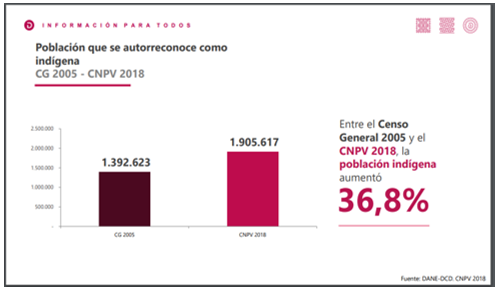 INFORMACIÓN PARA TODOS
Población que se autorreconoce como
indígena
CG 2005 - CNPV 2018
2.500.000
2.000.000
1.500.000
1.000.000
500.000
-
1.392.623
1.905.617
CG 2005
CNPV 2018
Entre el Censo
General 2005 y el
CNPV 2018, la
población indígena
aumentó
36,8%
Fuente: DANE-DCD. CNPV 2018